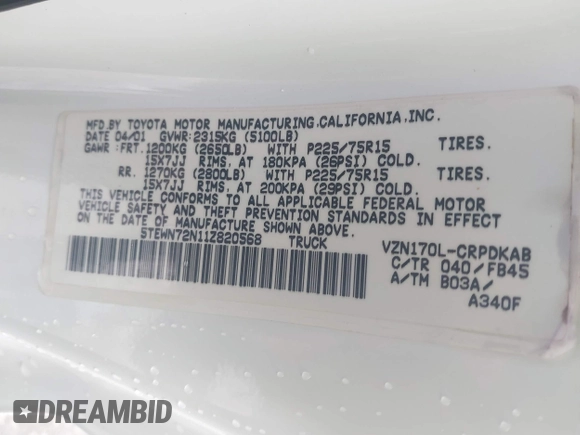 MFD.BY TOYOTA MOTOR MANUFACTURING.CALIFORNIA,INC.
DATE 04/01 GVWR:2315KG (5100LB)
GAWR:FRT.1200KG (2650LB) WITH P225/75R15 TIRES.
15X7JJ RIMS, AT 180KPA (26PSI) COLD.
RR. 1270KG (2800LB) WITH P225/75R15 TIRES.
15X7JJ RIMS, AT 200KPA (29PSI) COLD.
THIS VEHICLE CONFORMS TO ALL APPLICABLE FEDERAL MOTOR
VEHICLE SAFETY AND BUMPER STANDARDS IN EFFECT
ON THE DATE OF MANUFACTURE SHOWN ABOVE.
5TEWN72N11Z820568 TRUCK
VZN170L-CRPDKAB
C/TR 040/FB45
A/TM B03A/
A340F
DREAMBID